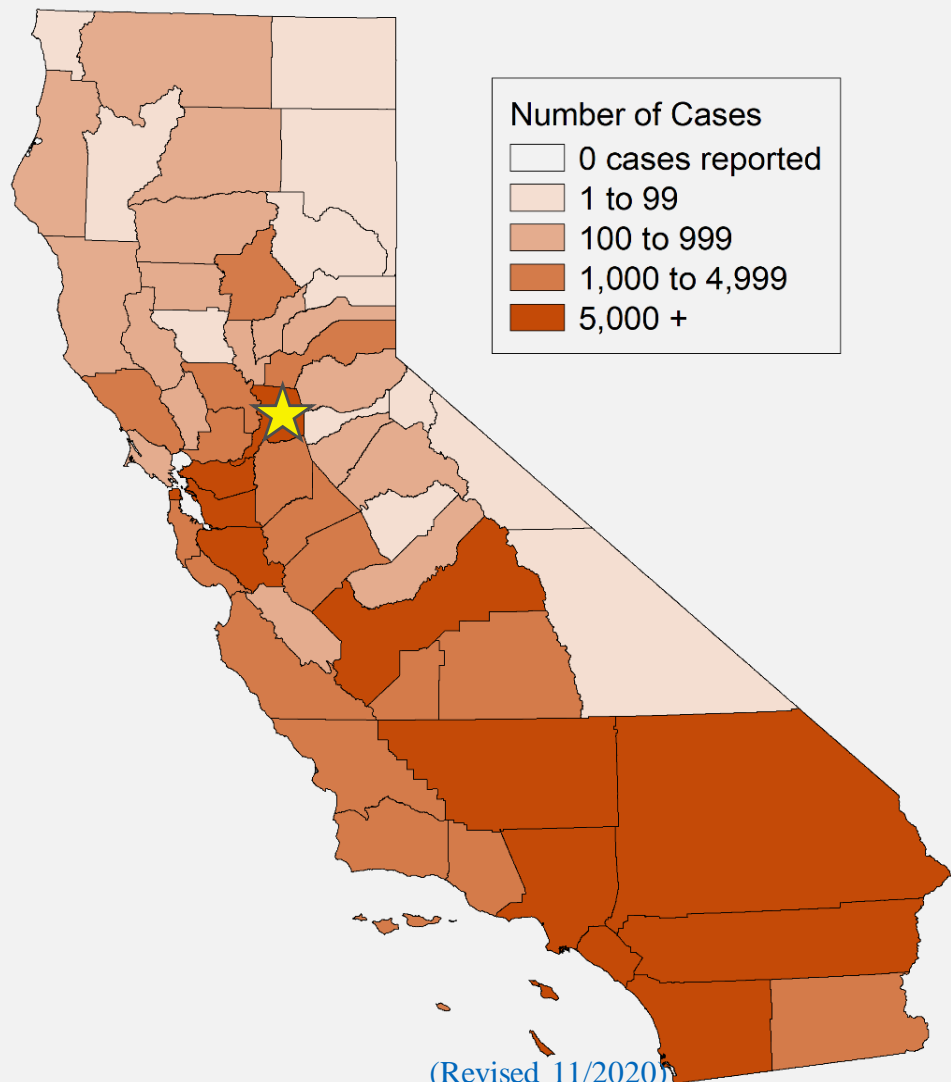 Number of Cases
0 cases reported
1 to 99
100 to 999
1,000 to 4,999
5,000 +
(Revised 11/2020)